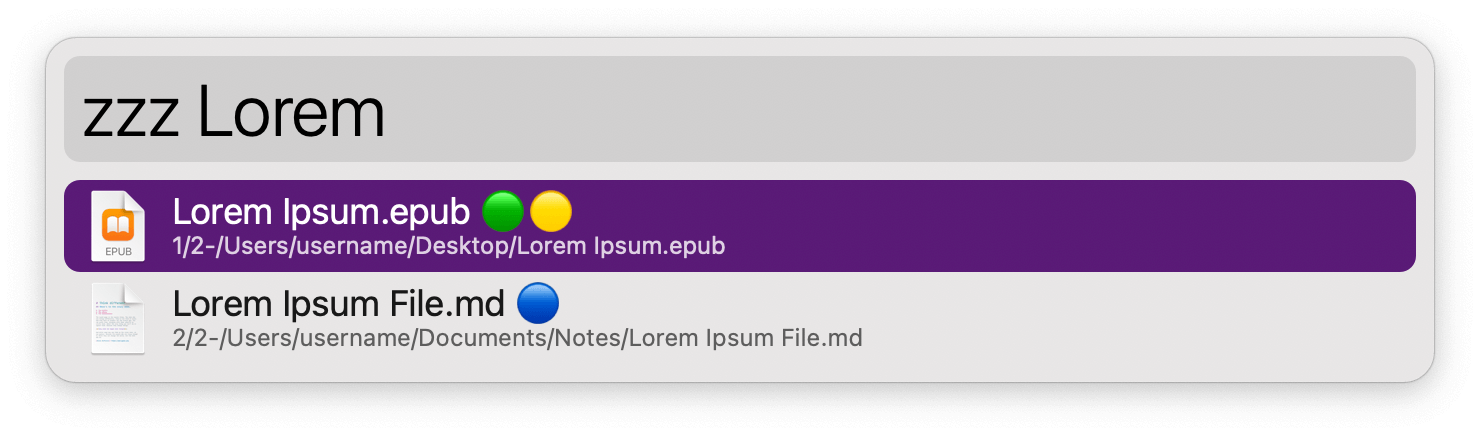 zzz Lorem
Lorem Ipsum.epub 🟢🟡
EPUB
1/2-/Users/username/Desktop/Lorem Ipsum.epub
Lorem Ipsum File.md 🔵
2/2-/Users/username/Documents/Notes/Lorem Ipsum File.md